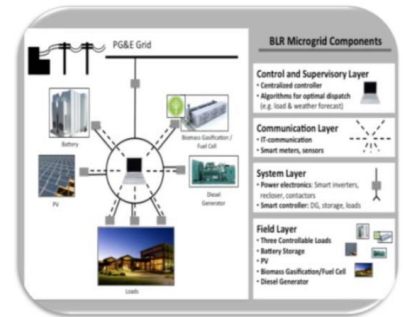 PG&E Grid
Battery
Biomass Gasification /
Fuel Cell
PV
Diesel
Generator
Loads
BLR Microgrid Components
Control and Supervisory Layer
• Centralized controller
• Algorithms for optimal dispatch
(e.g. load & weather forecast)
Communication Layer
• IT-communication
• Smart meters, sensors
System Layer
• Power electronics: Smart inverters,
recloser, contactors
• Smart controller: DG, storage, loads
Field Layer
• Three Controllable Loads
• Battery Storage
• PV
• Biomass Gasification/Fuel Cell
• Diesel Generator